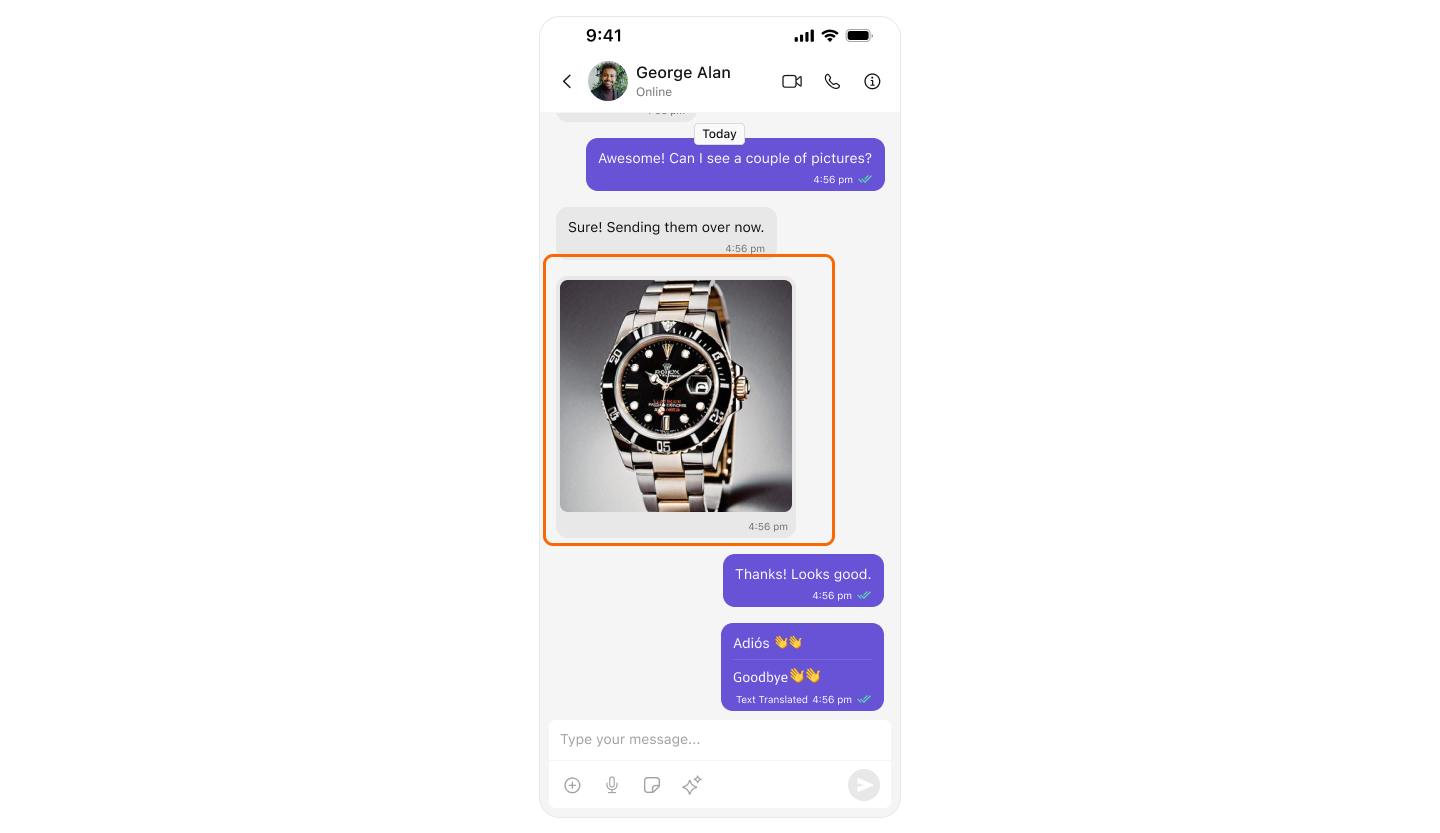 9:41
George Alan
Online
Today
Awesome! Can I see a couple of pictures?
4:56 pm
Sure! Sending them over now.
4:56 pm
4:56 pm
Thanks! Looks good.
4:56 pm
Adiós 👋👋
Goodbye👋👋
Text Translated 4:56 pm
Type your message...